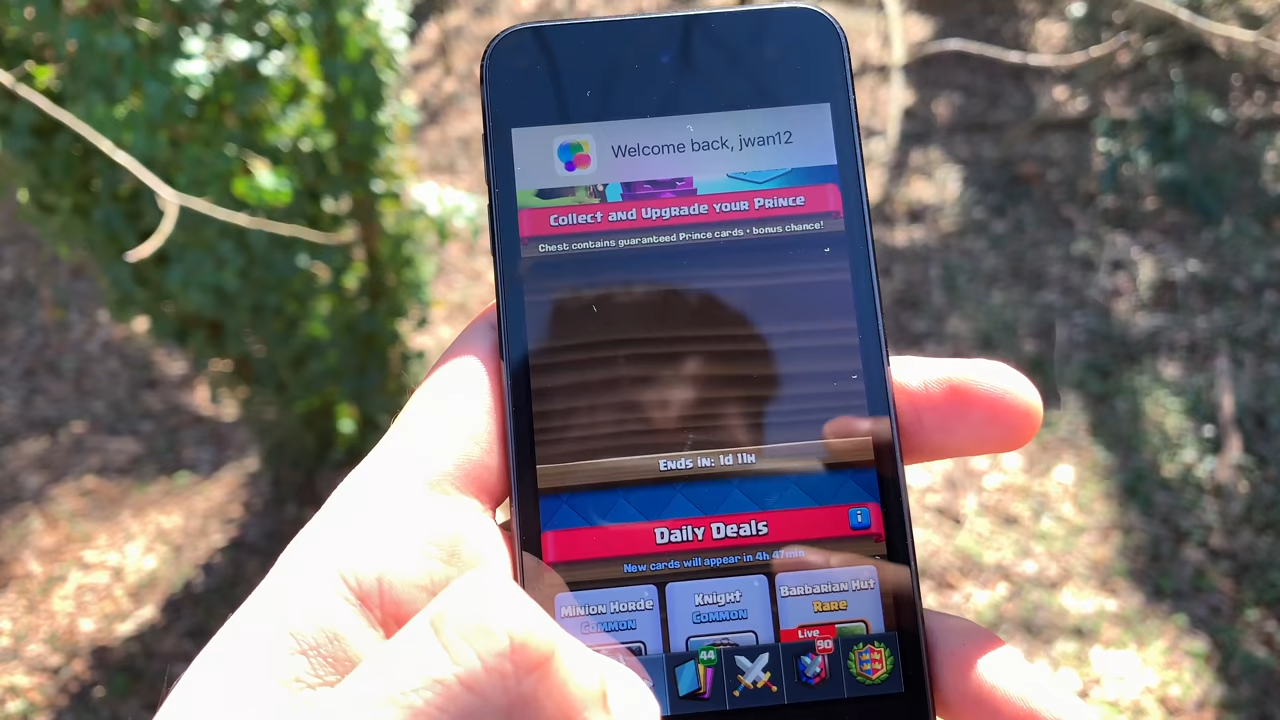 Welcome back, jwan12
Collect and Upgrade your Prince
Chest contains guaranteed Prince cards • bonus chance!
Ends in: 1d 11h
Daily Deals
i
New cards will appear in 4h 47min
Minion Horde
Common
Knight
Common
Barbarian Hut
Rare
Live
44
90